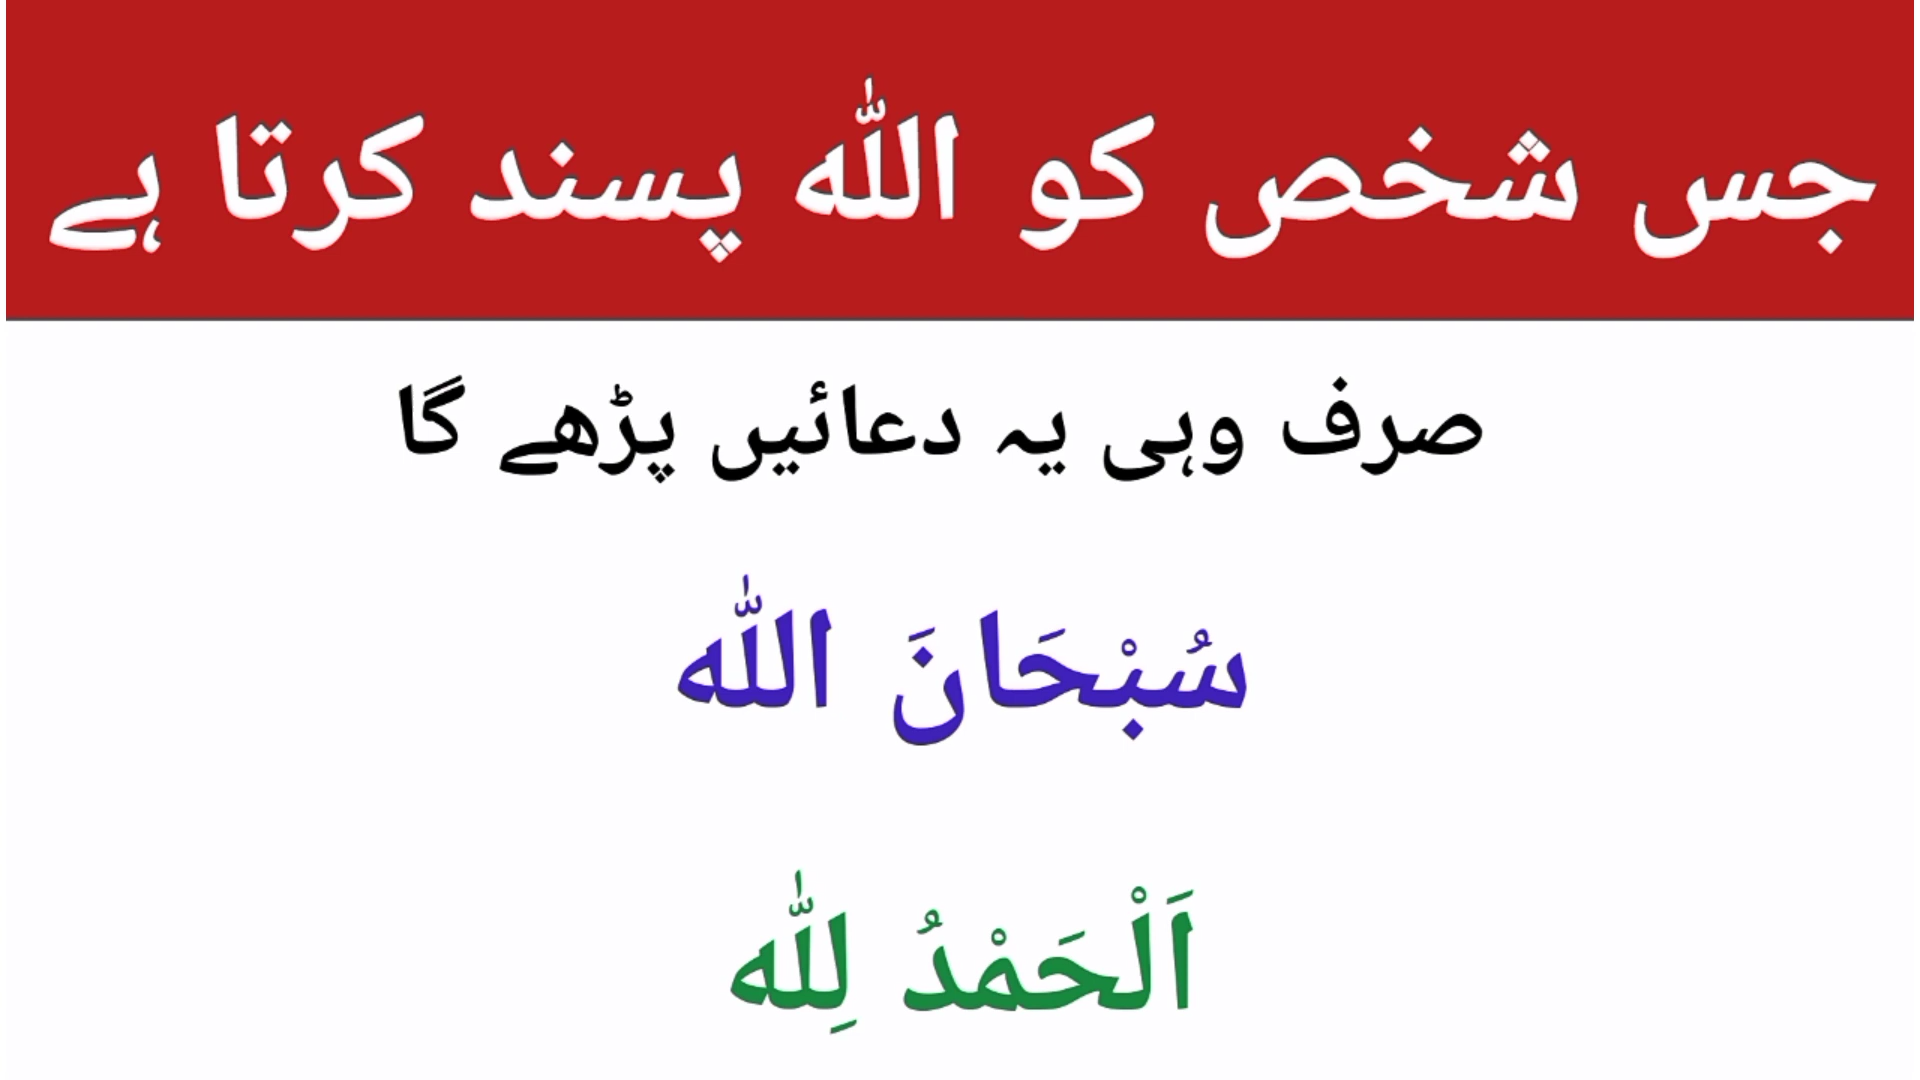 جس شخص کو اللہ پسند کرتا ہے
صرف وہی یہ دعائیں پڑھے گا
سُبْحَانَ اللّٰه
اَلْحَمْدُ لِلّٰه